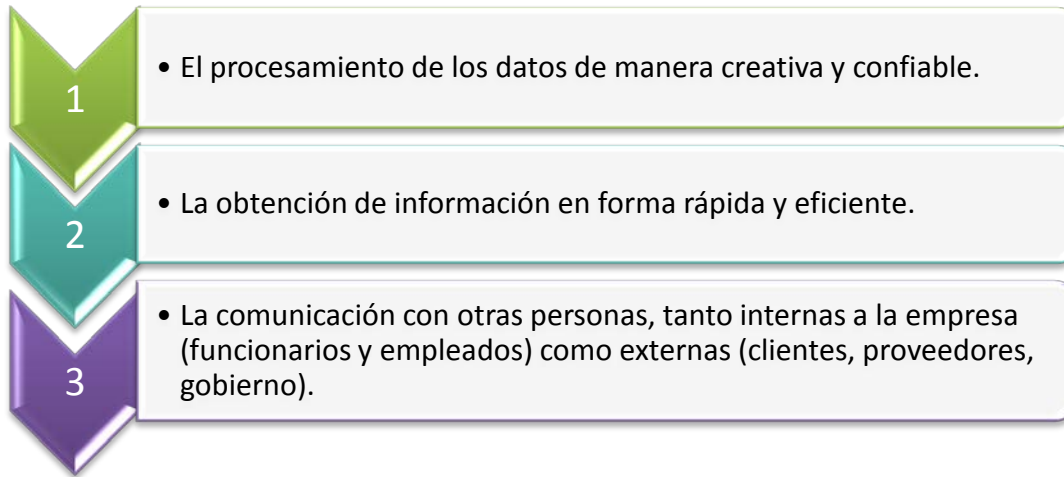 1
• El procesamiento de los datos de manera creativa y confiable.
2
• La obtención de información en forma rápida y eficiente.
3
• La comunicación con otras personas, tanto internas a la empresa
(funcionarios y empleados) como externas (clientes, proveedores,
gobierno).